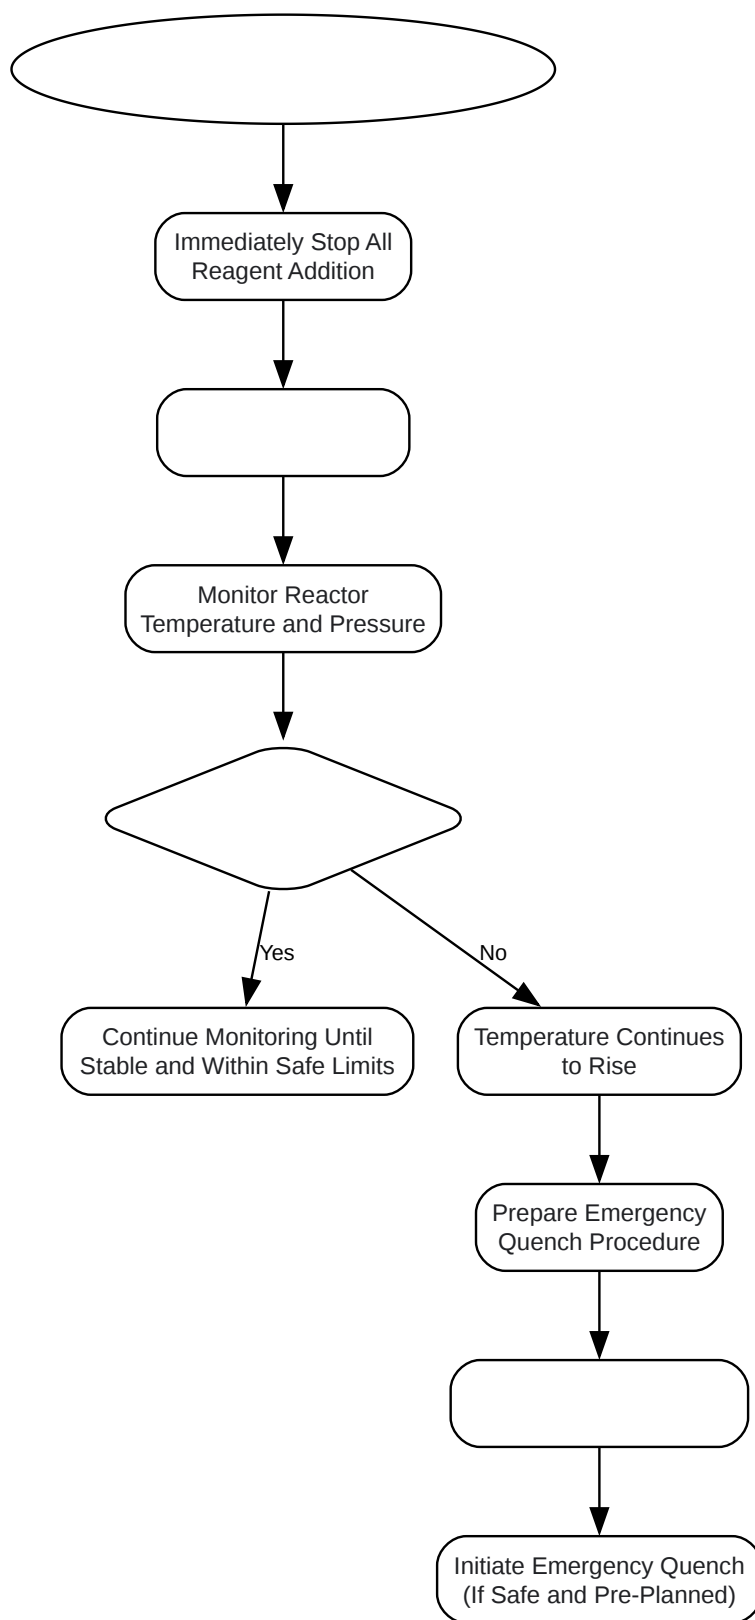 Immediately Stop All
Reagent Addition
Monitor Reactor
Temperature and Pressure
Yes
No
Continue Monitoring Until
Stable and Within Safe Limits
Temperature Continues
to Rise
Prepare Emergency
Quench Procedure
Initiate Emergency Quench
(If Safe and Pre-Planned)